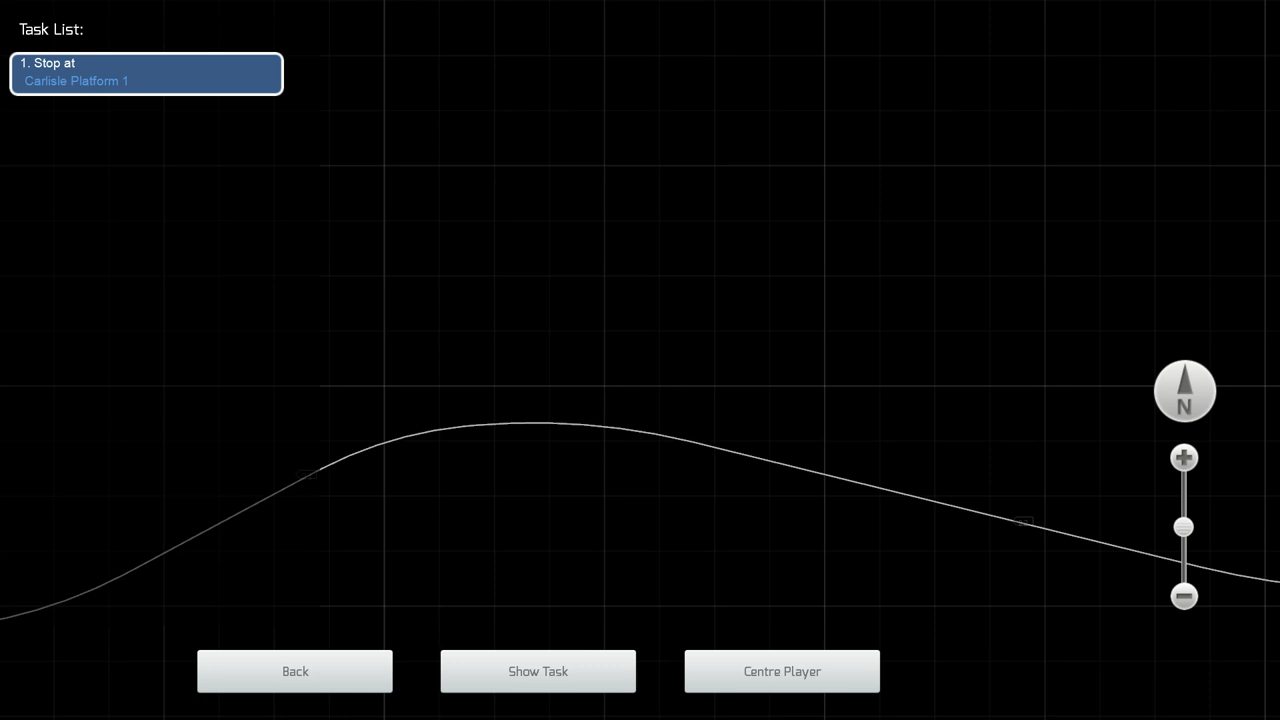 Task List:
1. Stop at
Carlisle Platform 1
N
Back
Show Task
Centre Player